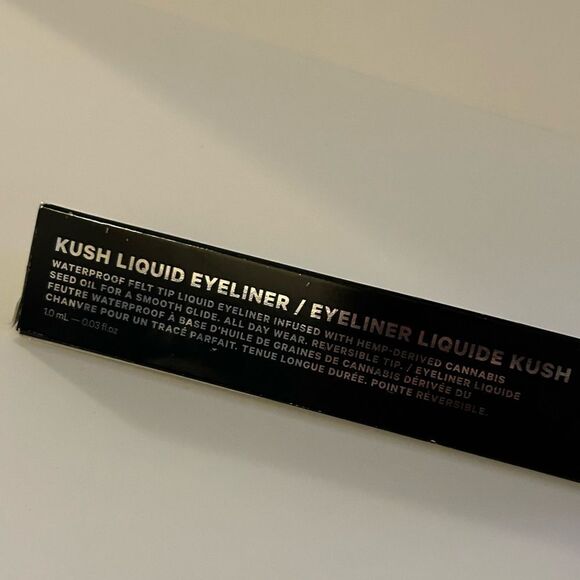 KUSH LIQUID EYELINER / EYELINER LIQUIDE KUSH
WATERPROOF FELT TIP LIQUID EYELINER INFUSED WITH HEMP-DERIVED CANNABIS
SEED OIL FOR A SMOOTH GLIDE. ALL DAY WEAR. REVERSIBLE TIP. / EYELINER LIQUIDE
FEUTRE WATERPROOF À BASE D'HUILE DE GRAINES DE CANNABIS DÉRIVÉE DU
CHANVRE POUR UN TRACÉ PARFAIT. TENUE LONGUE DURÉE. POINTE RÉVERSIBLE.
1.0 mL — 0.03 fl.oz